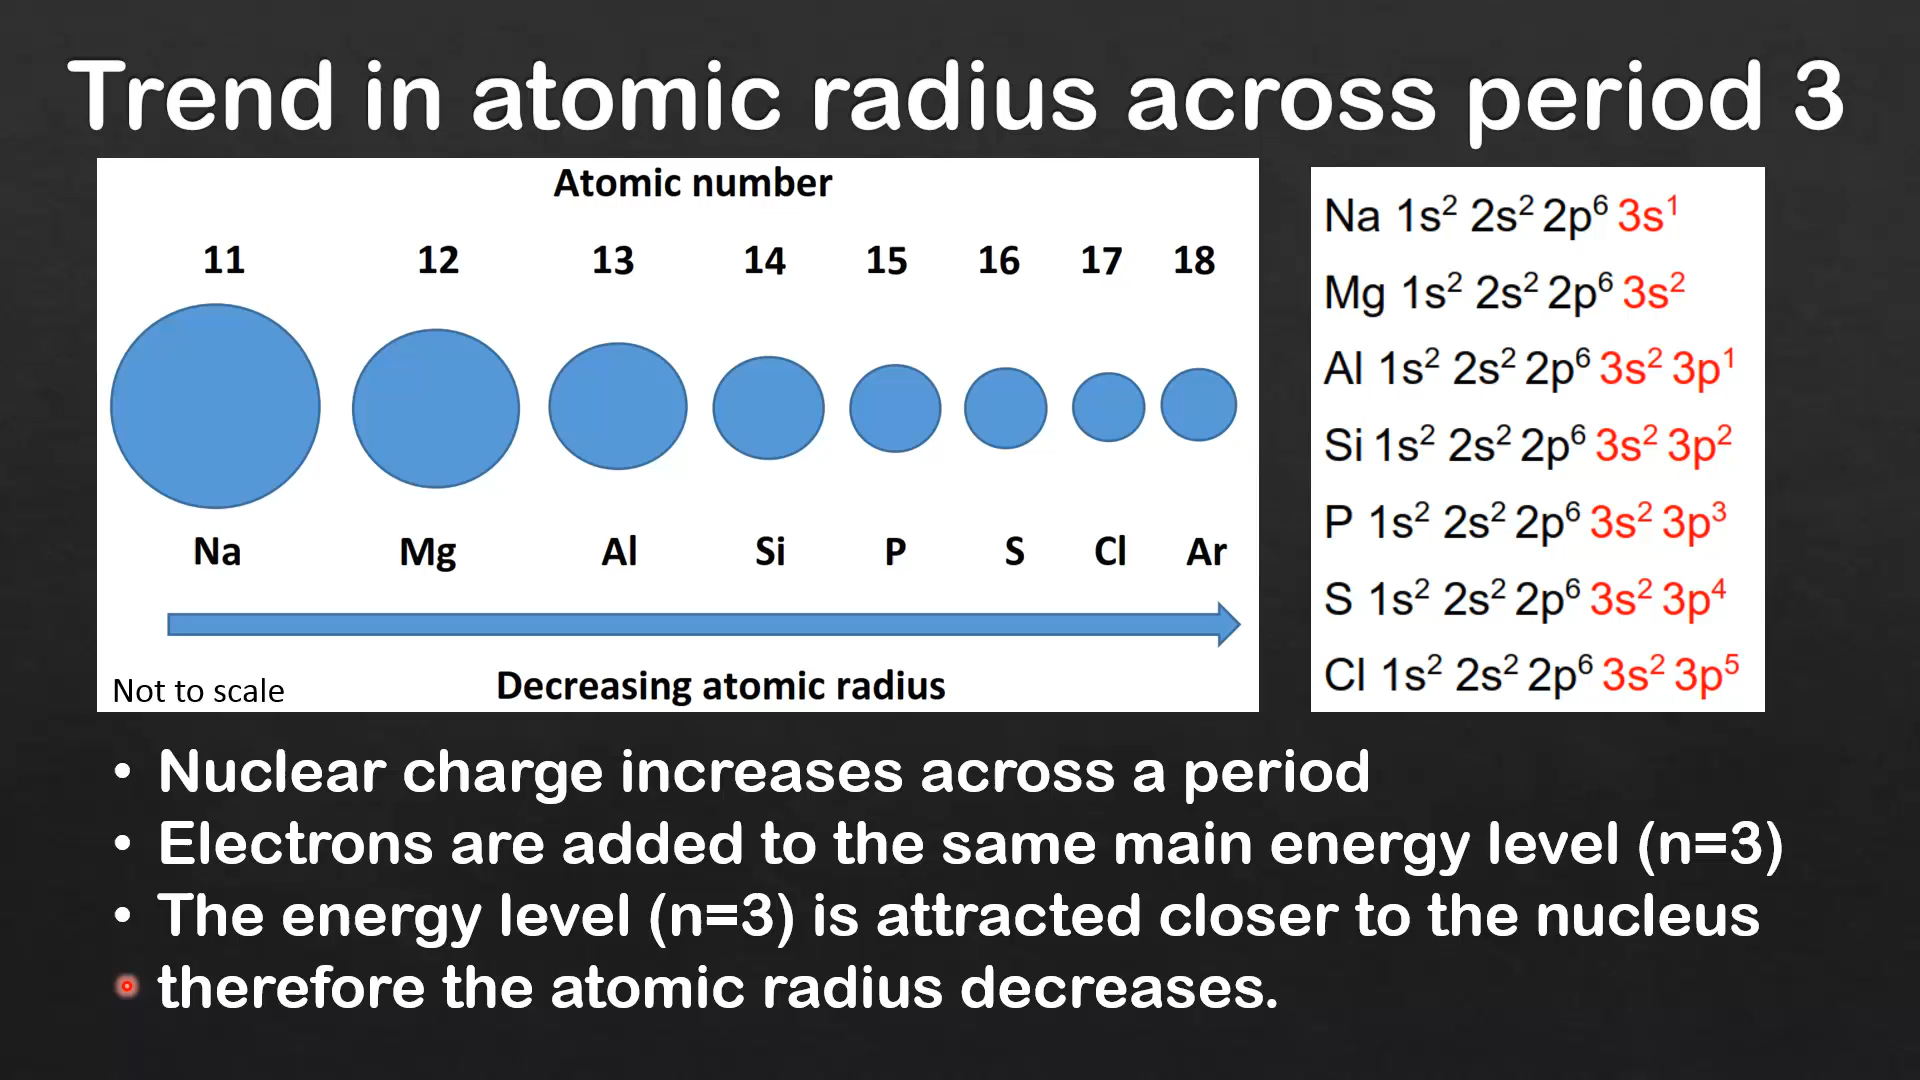 Trend in atomic radius across period 3
Atomic number
11 12 13 14 15 16 17 18
Na Mg Al Si P S Cl Ar
Decreasing atomic radius
Not to scale
Na 1s² 2s² 2p⁶ 3s¹
Mg 1s² 2s² 2p⁶ 3s²
Al 1s² 2s² 2p⁶ 3s² 3p¹
Si 1s² 2s² 2p⁶ 3s² 3p²
P 1s² 2s² 2p⁶ 3s² 3p³
S 1s² 2s² 2p⁶ 3s² 3p⁴
Cl 1s² 2s² 2p⁶ 3s² 3p⁵
• Nuclear charge increases across a period
• Electrons are added to the same main energy level (n=3)
• The energy level (n=3) is attracted closer to the nucleus
• therefore the atomic radius decreases.